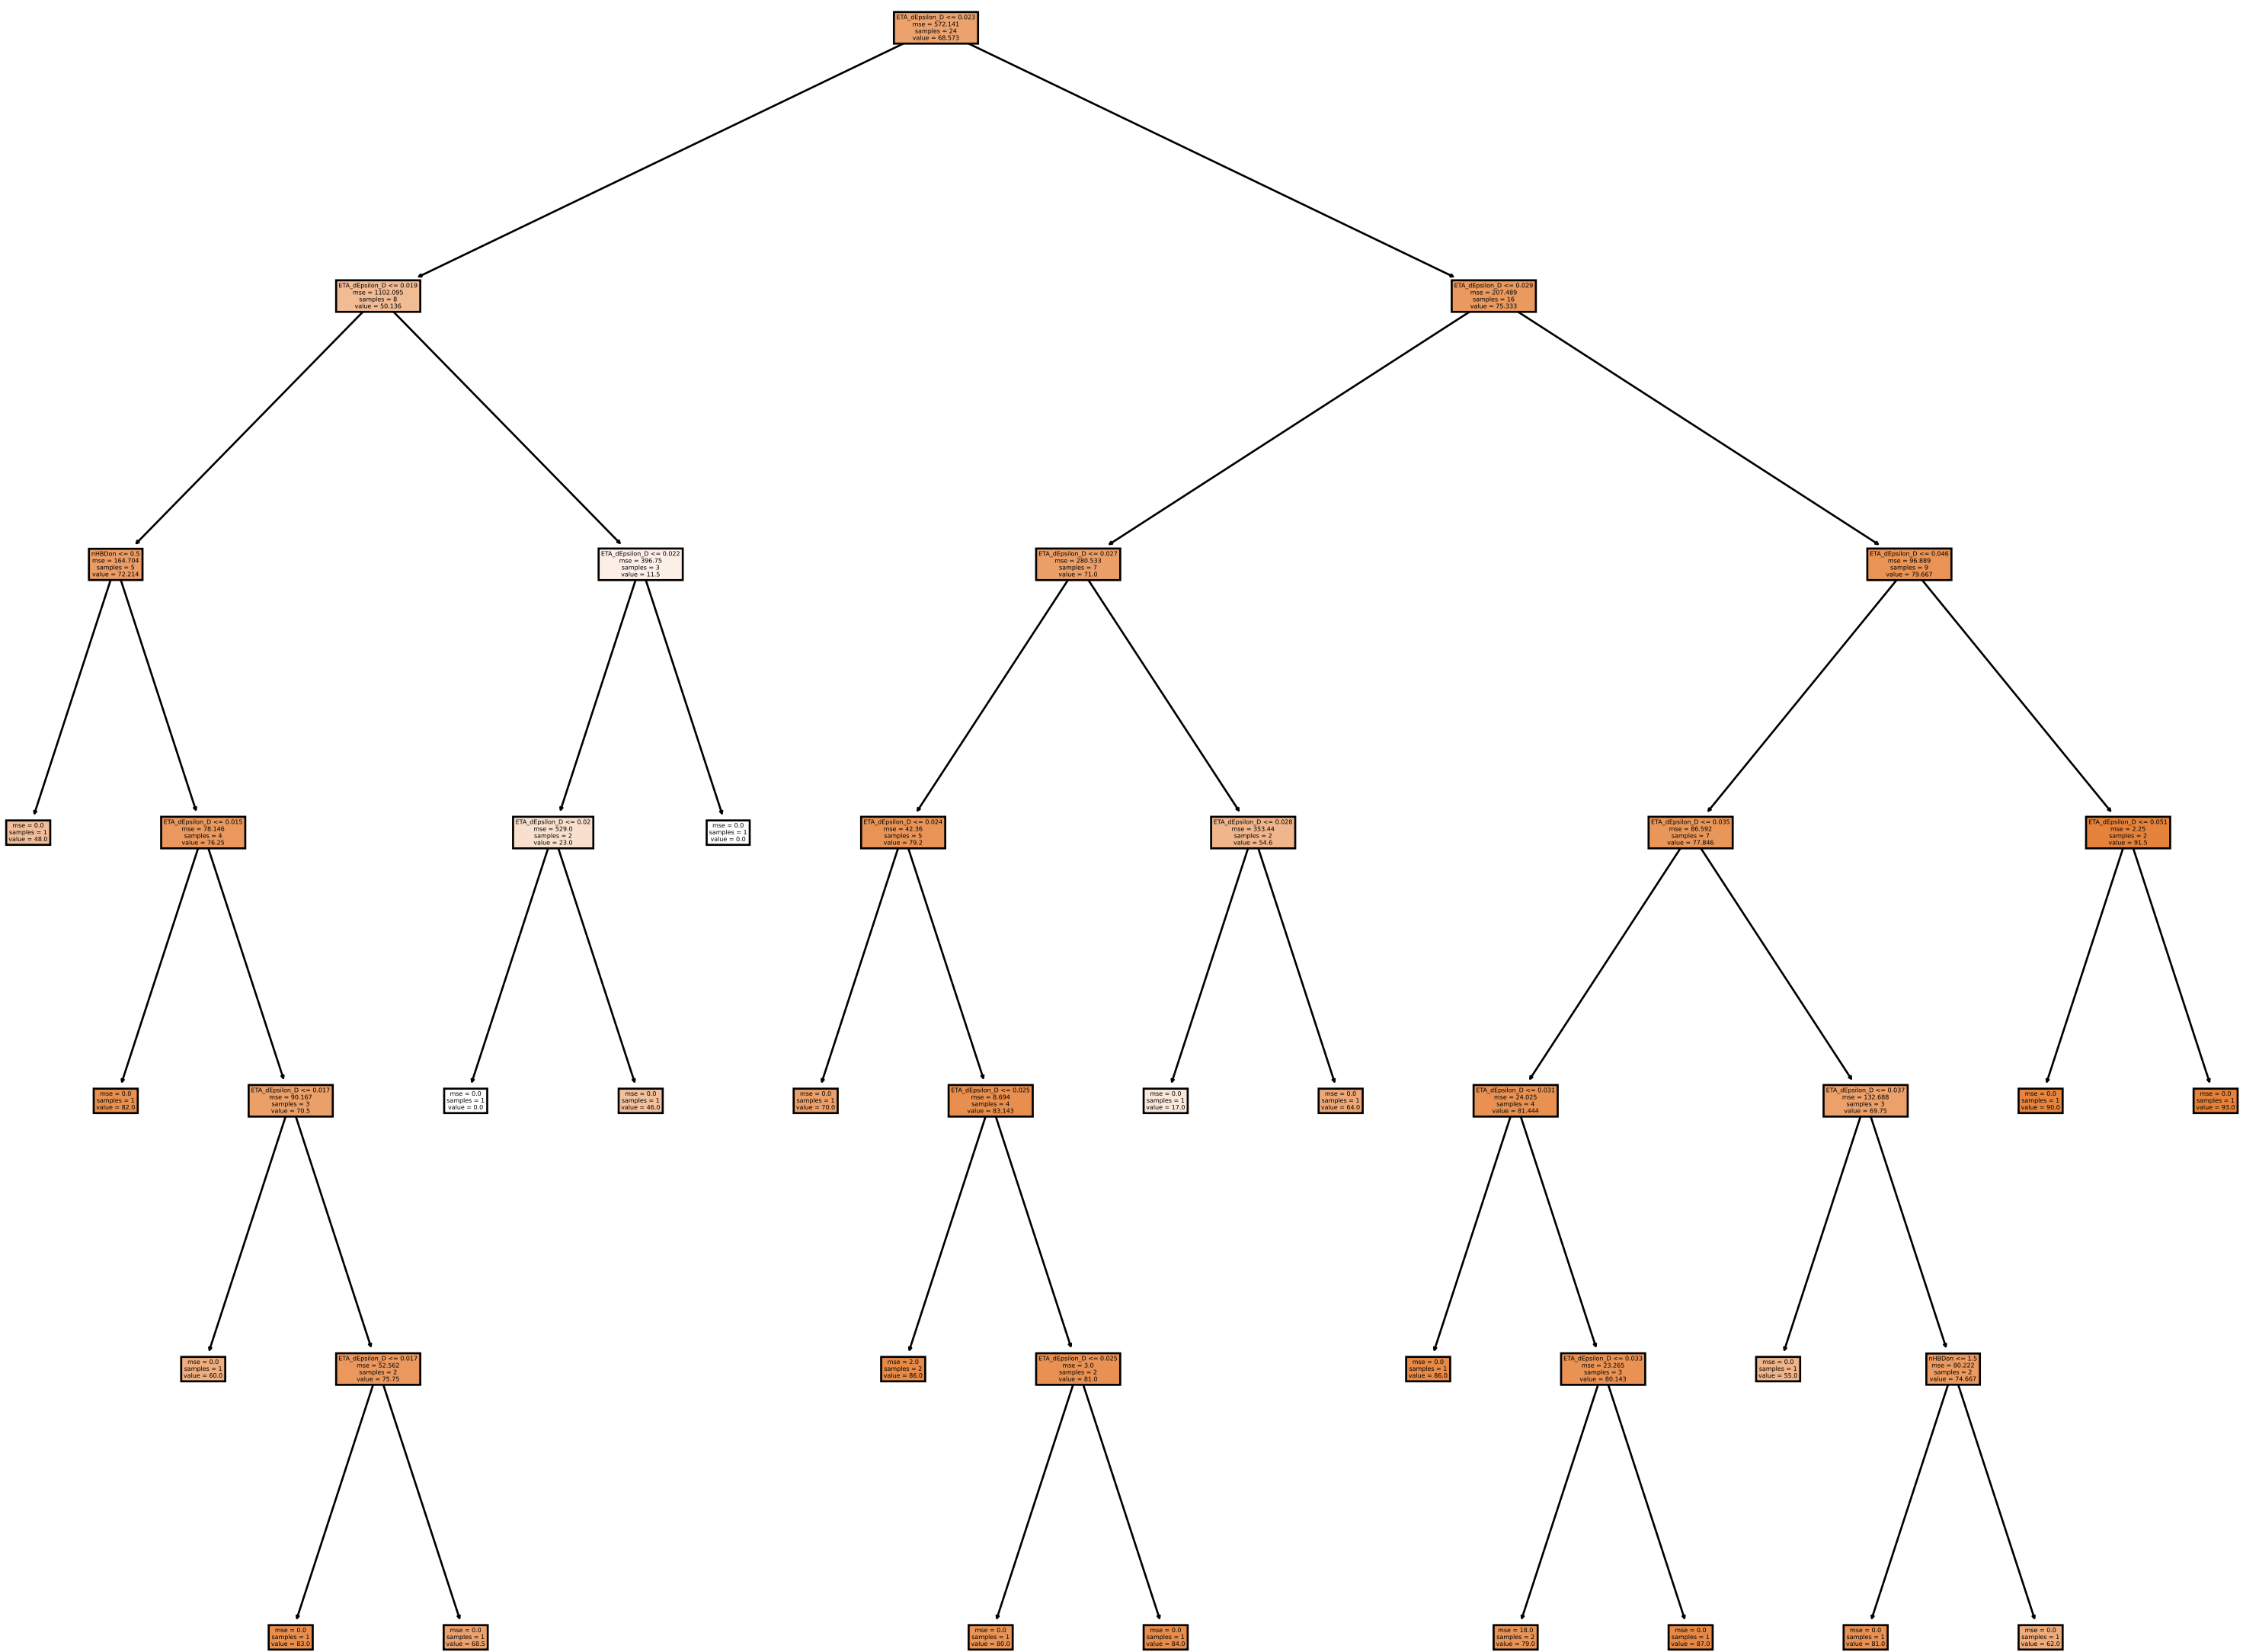 ETA_dEpsilon_D <= 0.023
mse = 572.141
samples = 24
value = 68.573
ETA_dEpsilon_D <= 0.019
mse = 1102.095
samples = 8
value = 50.136
ETA_dEpsilon_D <= 0.029
mse = 207.489
samples = 16
value = 75.333
nHBDon <= 0.5
mse = 164.704
samples = 5
value = 72.214
ETA_dEpsilon_D <= 0.022
mse = 396.75
samples = 3
value = 11.5
ETA_dEpsilon_D <= 0.027
mse = 280.533
samples = 7
value = 71.0
ETA_dEpsilon_D <= 0.046
mse = 96.889
samples = 9
value = 79.667
mse = 0.0
samples = 1
value = 48.0
ETA_dEpsilon_D <= 0.015
mse = 78.146
samples = 4
value = 76.25
ETA_dEpsilon_D <= 0.02
mse = 529.0
samples = 2
value = 23.0
mse = 0.0
samples = 1
value = 0.0
ETA_dEpsilon_D <= 0.024
mse = 42.36
samples = 5
value = 79.2
ETA_dEpsilon_D <= 0.028
mse = 353.44
samples = 2
value = 54.6
ETA_dEpsilon_D <= 0.035
mse = 86.592
samples = 7
value = 77.846
ETA_dEpsilon_D <= 0.051
mse = 2.25
samples = 2
value = 91.5
mse = 0.0
samples = 1
value = 82.0
ETA_dEpsilon_D <= 0.017
mse = 90.167
samples = 3
value = 70.5
mse = 0.0
samples = 1
value = 0.0
mse = 0.0
samples = 1
value = 46.0
mse = 0.0
samples = 1
value = 70.0
ETA_dEpsilon_D <= 0.025
mse = 8.694
samples = 4
value = 83.143
mse = 0.0
samples = 1
value = 17.0
mse = 0.0
samples = 1
value = 64.0
ETA_dEpsilon_D <= 0.031
mse = 24.025
samples = 4
value = 81.444
ETA_dEpsilon_D <= 0.037
mse = 132.688
samples = 3
value = 69.75
mse = 0.0
samples = 1
value = 90.0
mse = 0.0
samples = 1
value = 93.0
mse = 0.0
samples = 1
value = 60.0
ETA_dEpsilon_D <= 0.017
mse = 52.562
samples = 2
value = 75.75
mse = 2.0
samples = 2
value = 86.0
ETA_dEpsilon_D <= 0.025
mse = 3.0
samples = 2
value = 81.0
mse = 0.0
samples = 1
value = 86.0
ETA_dEpsilon_D <= 0.033
mse = 23.265
samples = 3
value = 80.143
mse = 0.0
samples = 1
value = 55.0
nHBDon <= 1.5
mse = 80.222
samples = 2
value = 74.667
mse = 0.0
samples = 1
value = 83.0
mse = 0.0
samples = 1
value = 68.5
mse = 0.0
samples = 1
value = 80.0
mse = 0.0
samples = 1
value = 84.0
mse = 18.0
samples = 2
value = 79.0
mse = 0.0
samples = 1
value = 87.0
mse = 0.0
samples = 1
value = 81.0
mse = 0.0
samples = 1
value = 62.0